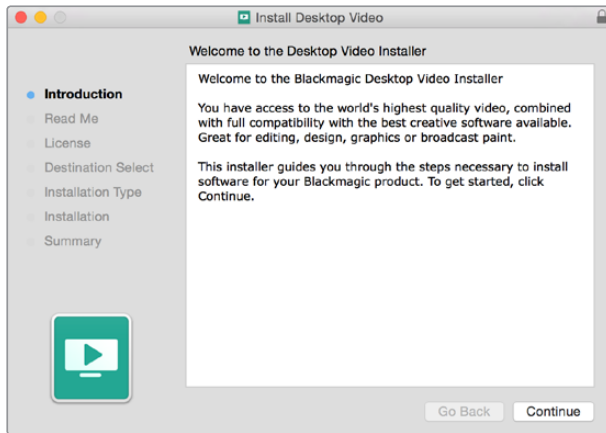 Install Desktop Video
Welcome to the Desktop Video Installer
Introduction
Read Me
License
Destination Select
Installation Type
Installation
Summary
Welcome to the Blackmagic Desktop Video Installer
You have access to the world's highest quality video, combined
with full compatibility with the best creative software available.
Great for editing, design, graphics or broadcast paint.
This installer guides you through the steps necessary to install
software for your Blackmagic product. To get started, click
Continue.
Go Back
Continue